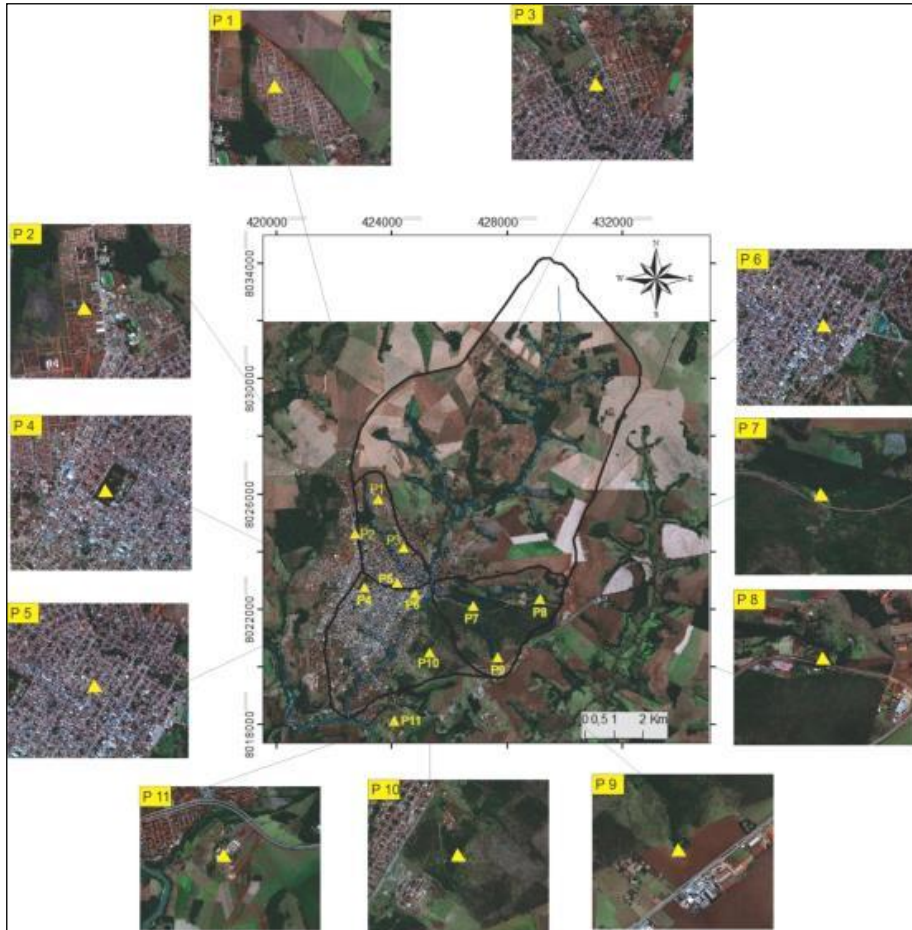 P 1
P 3
P 2
P 6
P 4
P 7
P 5
P 8
P 11
P 10
P 9
420000
424000
428000
432000
8034000
8030000
8026000
8022000
8018000
N
W
E
S
P1
P2
P3
P4
P5
P6
P7
P8
P9
P10
P11
0 0,5 1
2 Km